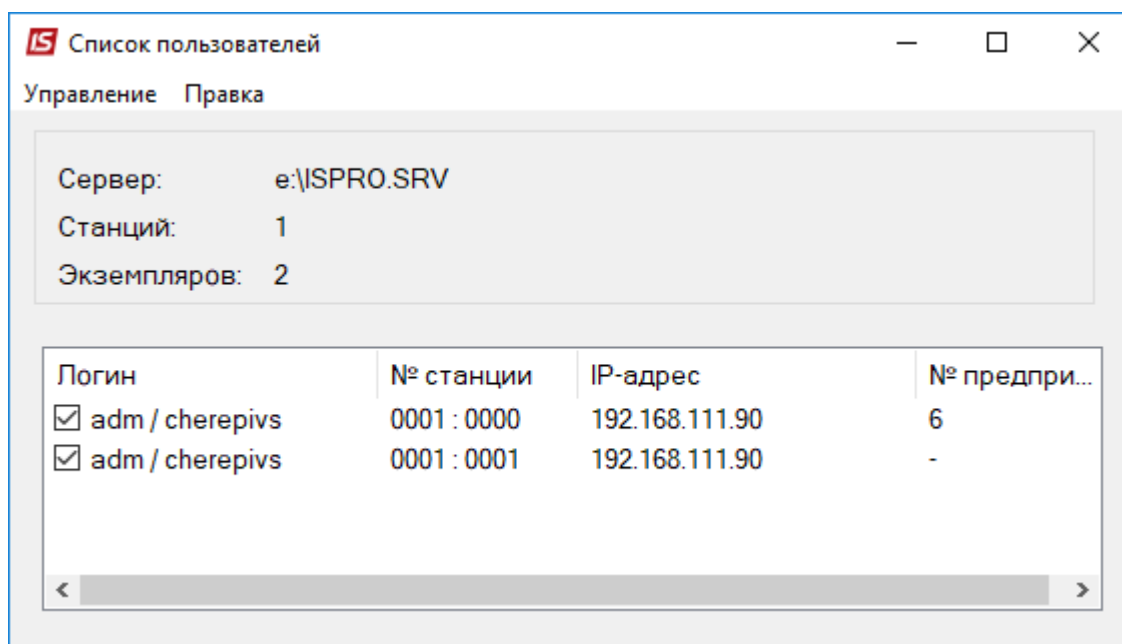 IS Список пользователей
Управление Правка
Сервер: e:\ISPRO.SRV
Станций: 1
Экземпляров: 2
Логин № станции IP-адрес № предпри...
adm / cherepivs 0001 : 0000 192.168.111.90 6
adm / cherepivs 0001 : 0001 192.168.111.90 -